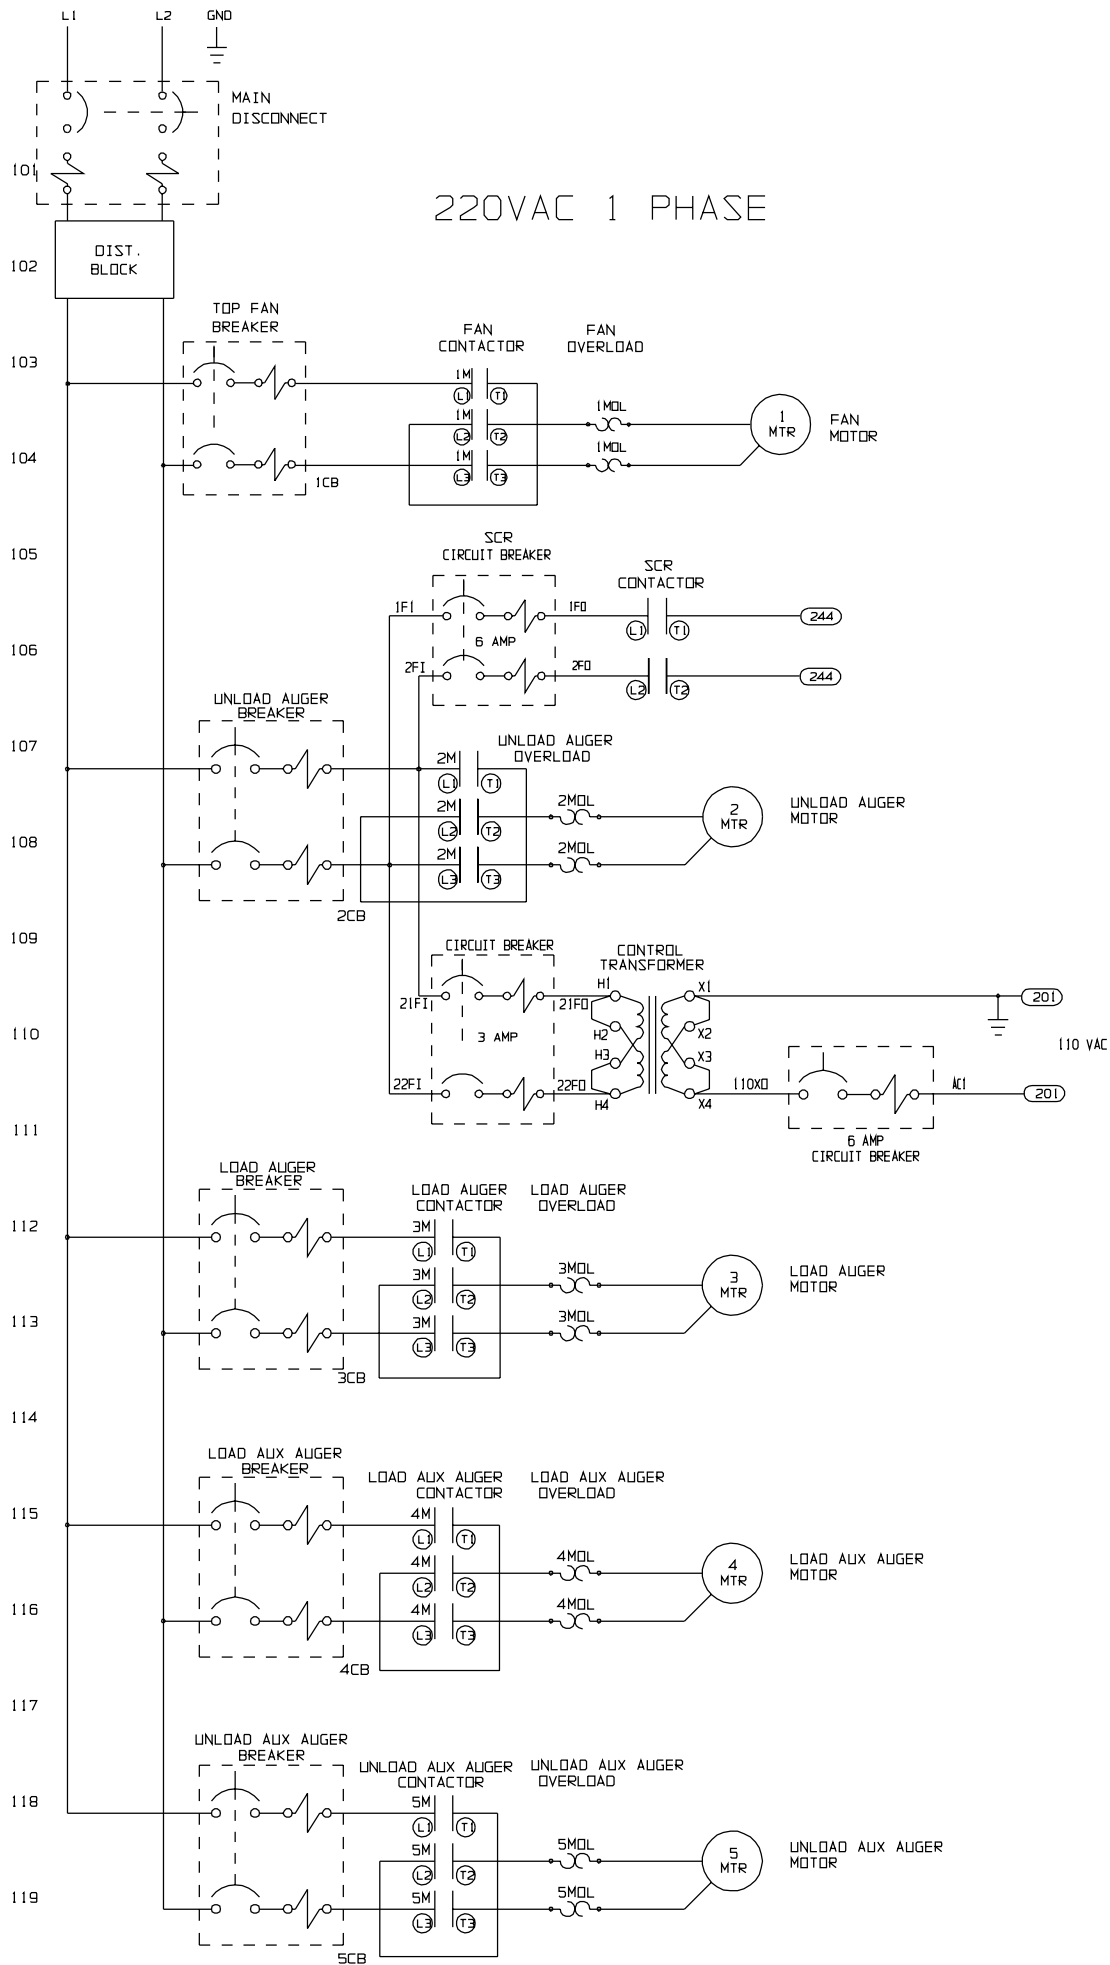 L1 L2 GND
MAIN
DISCONNECT
101
220VAC 1 PHASE
DIST.
BLOCK
102
TOP FAN
BREAKER
FAN
CONTACTOR
FAN
OVERLOAD
103
1M
L1 T1
1M
L2 T2
1MOL
1
MTR
FAN
MOTOR
104
1M
L3 T3
1MOL
1CB
105
SCR
CIRCUIT BREAKER
SCR
CONTACTOR
1F1 1FO
L1 T1
244
6 AMP
106
2FI 2FO
L2 T2
244
UNLOAD AUGER
BREAKER
107
UNLOAD AUGER
OVERLOAD
2M
L1 T1
2M
L2 T2
2MOL
2
MTR
UNLOAD AUGER
MOTOR
108
2M
L3 T3
2MOL
2CB
109
CIRCUIT BREAKER
CONTROL
TRANSFORMER
21FI 21FO
H1 X1
201
110
3 AMP
H2 X2
110 VAC
H3 X3
22FI 22FO
H4 X4
110XO AC1
201
6 AMP
CIRCUIT BREAKER
111
LOAD AUGER
BREAKER
LOAD AUGER
CONTACTOR
LOAD AUGER
OVERLOAD
112
3M
L1 T1
3M
L2 T2
3MOL
3
MTR
LOAD AUGER
MOTOR
113
3M
L3 T3
3MOL
3CB
114
LOAD AUX AUGER
BREAKER
LOAD AUX AUGER
CONTACTOR
LOAD AUX AUGER
OVERLOAD
115
4M
L1 T1
4M
L2 T2
4MOL
4
MTR
LOAD AUX AUGER
MOTOR
116
4M
L3 T3
4MOL
4CB
117
UNLOAD AUX AUGER
BREAKER
UNLOAD AUX AUGER
CONTACTOR
UNLOAD AUX AUGER
OVERLOAD
118
5M
L1 T1
5M
L2 T2
5MOL
5
MTR
UNLOAD AUX AUGER
MOTOR
119
5M
L3 T3
5MOL
5CB